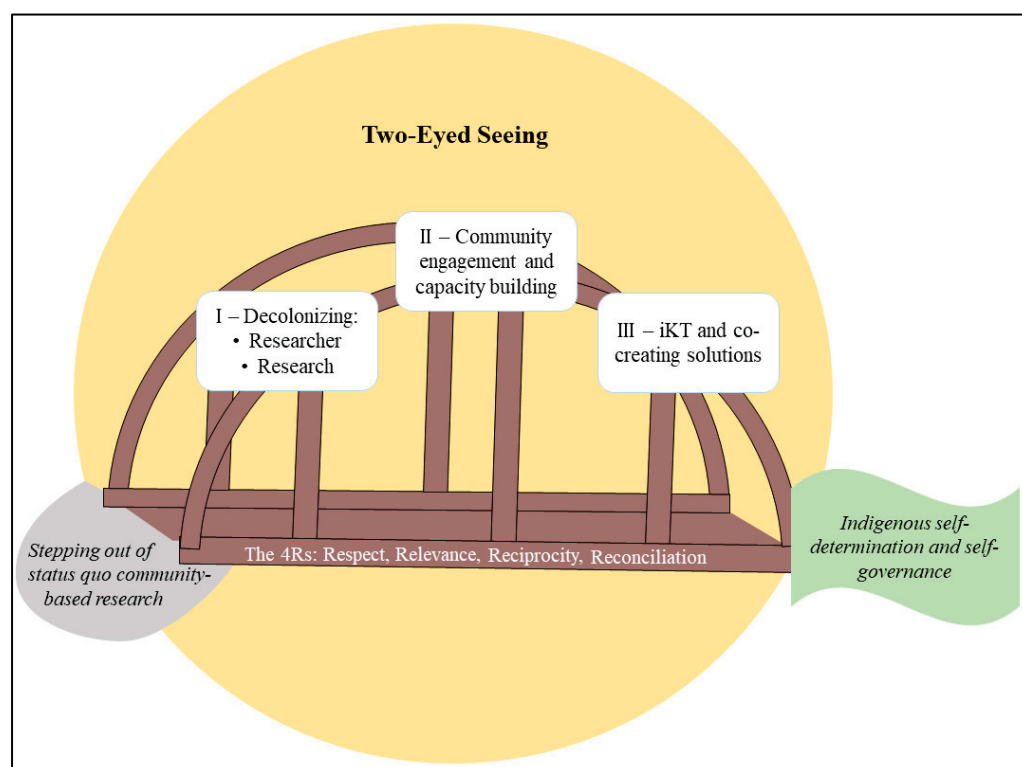 Two-Eyed Seeing
II – Community
engagement and
capacity building
I – Decolonizing:
• Researcher
• Research
III – iKT and co-
creating solutions
Stepping out of
status quo community-
based research
The 4Rs: Respect, Relevance, Reciprocity, Reconciliation
Indigenous self-
determination and self-
governance